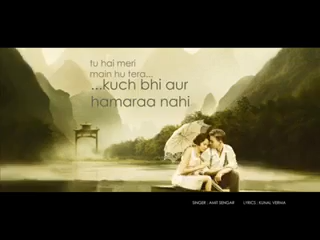 tu hai meri
main hu tera...
...kuch bhi aur
hamaraa nahi
SINGER : AMIT SENGAR LYRICS : KUNAL VERMA